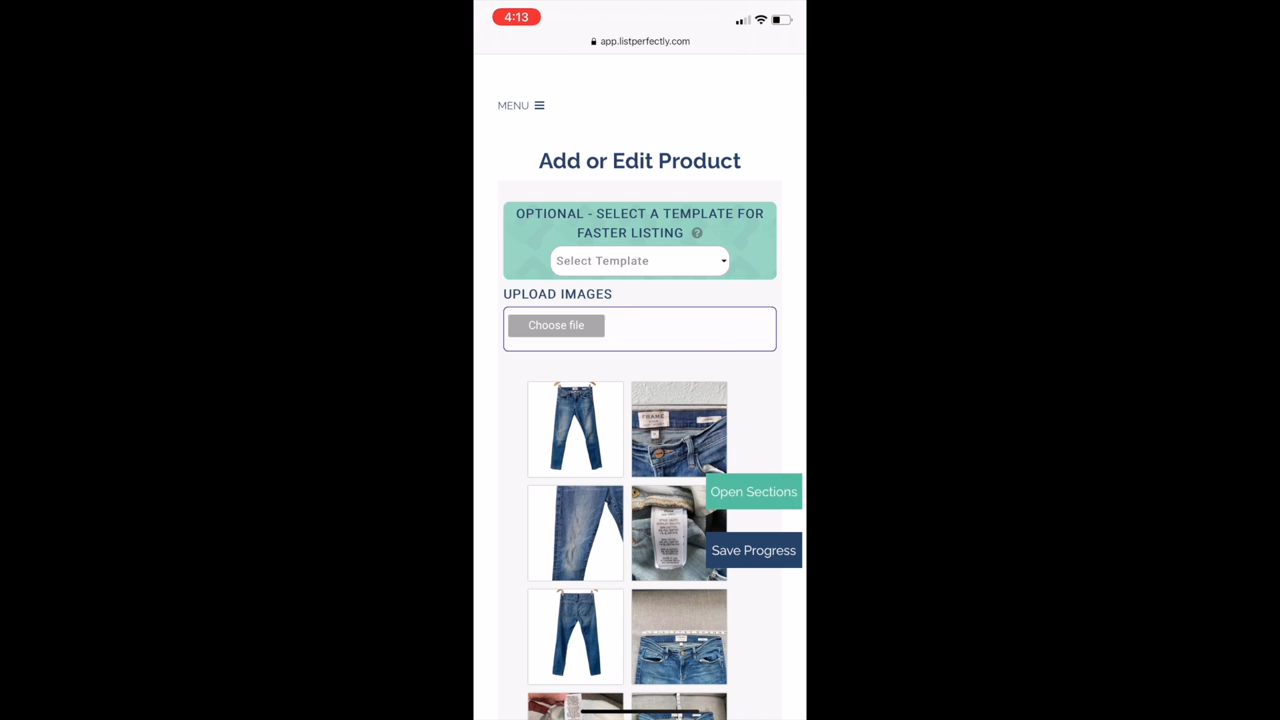 4:13
app.listperfectly.com
MENU
Add or Edit Product
OPTIONAL - SELECT A TEMPLATE FOR
FASTER LISTING ?
Select Template
UPLOAD IMAGES
Choose file
FRAME
Open Sections
Save Progress